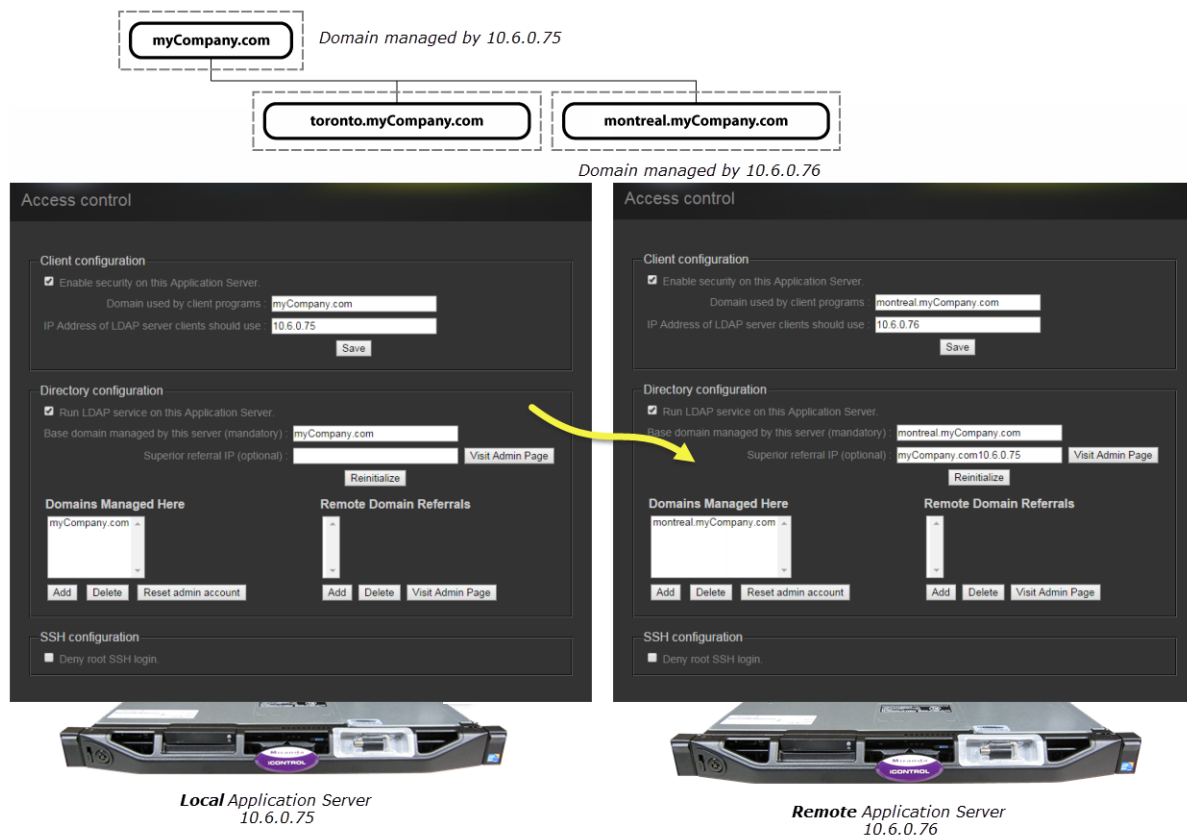 myCompany.com
Domain managed by 10.6.0.75
toronto.myCompany.com
montreal.myCompany.com
Domain managed by 10.6.0.76
Access control
Client configuration
Enable security on this Application Server.
Domain used by client programs : myCompany.com
IP Address of LDAP server clients should use : 10.6.0.75
Save
Directory configuration
Run LDAP service on this Application Server.
Base domain managed by this server (mandatory) : myCompany.com
Superior referral IP (optional) : Visit Admin Page
Reinitialize
Domains Managed Here Remote Domain Referrals
myCompany.com
Add Delete Reset admin account Add Delete Visit Admin Page
SSH configuration
Deny root SSH login.
Miranda
iCONTROL
Local Application Server
10.6.0.75
Access control
Client configuration
Enable security on this Application Server.
Domain used by client programs : montreal.myCompany.com
IP Address of LDAP server clients should use : 10.6.0.76
Save
Directory configuration
Run LDAP service on this Application Server.
Base domain managed by this server (mandatory) : montreal.myCompany.com
Superior referral IP (optional) : myCompany.com10.6.0.75 Visit Admin Page
Reinitialize
Domains Managed Here Remote Domain Referrals
montreal.myCompany.com
Add Delete Reset admin account Add Delete Visit Admin Page
SSH configuration
Deny root SSH login.
Miranda
iCONTROL
Remote Application Server
10.6.0.76